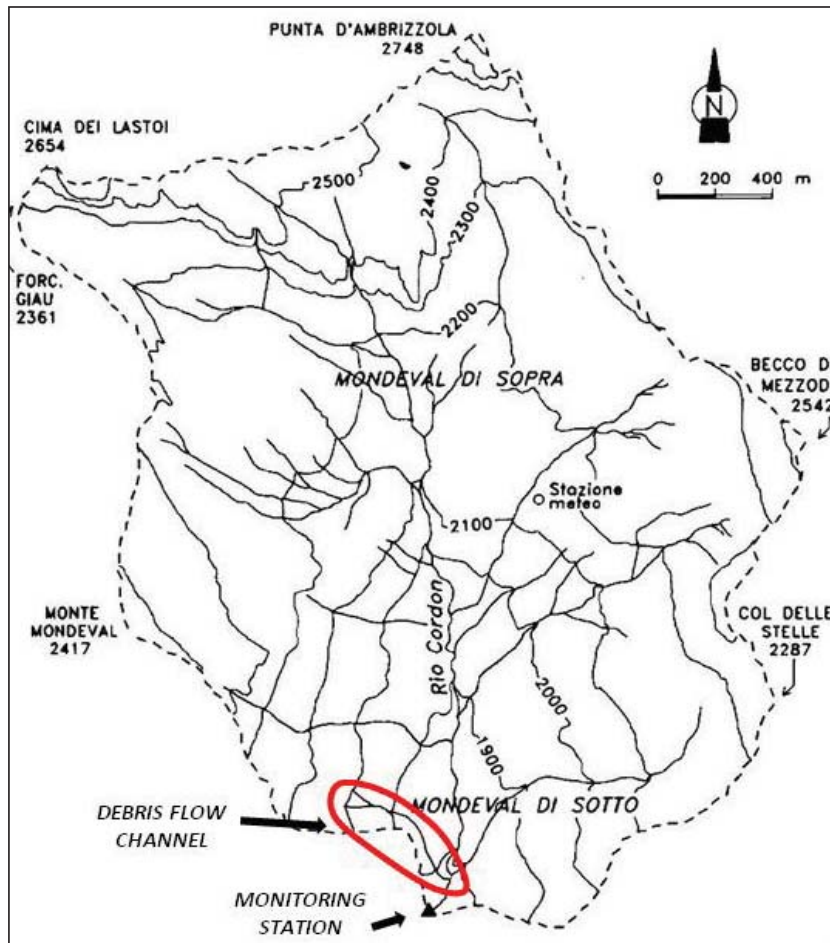 PUNTA D'AMBRIZZOLA
2748
CIMA DEI LASTOI
2654
N
0 200 400 m
2500
2400
2300
FORC.
GIAU
2361
2200
MONDEVAL DI SOPRA
BECCO D
MEZZOD
2542
Stazione
meteo
2100
Rio Cordon
MONTE
MONDEVAL
2417
COL DELLE
STELLE
2287
2000
1900
MONDEVAL DI SOTTO
DEBRIS FLOW
CHANNEL
MONITORING
STATION